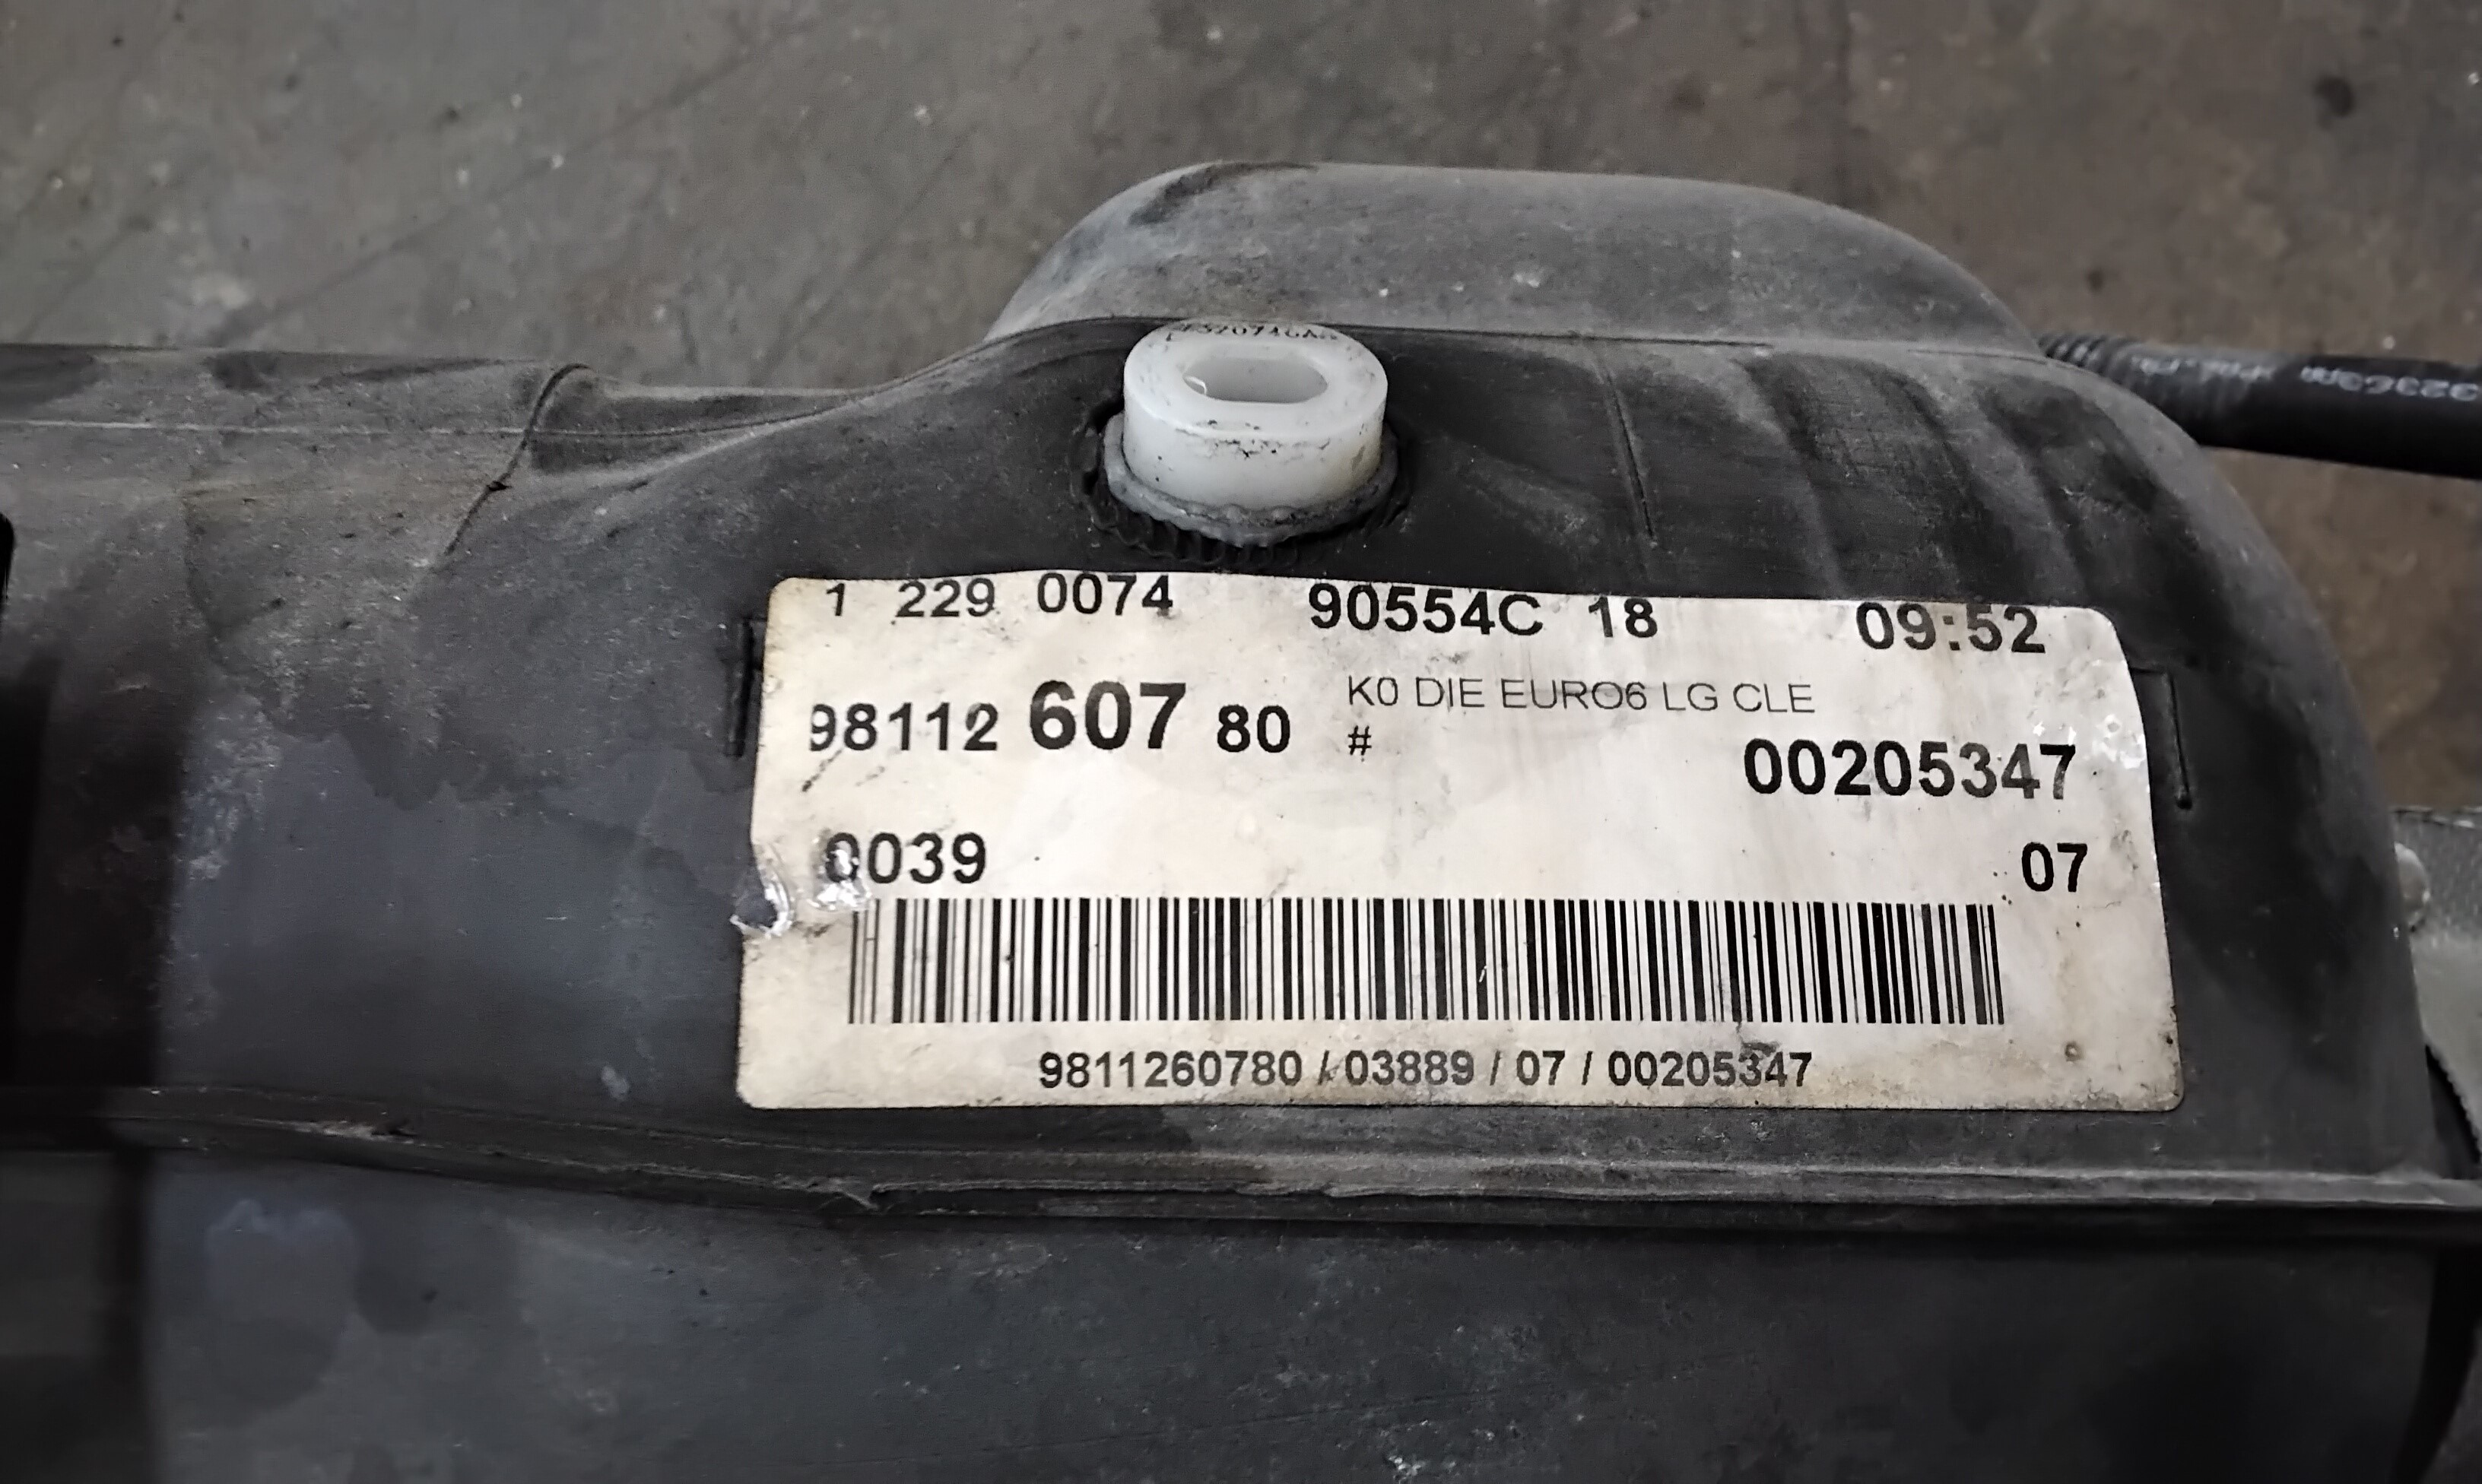 1 229 0074 90554C 18 09:52
98112 607 80 K0 DIE EURO6 LG CLE
# 00205347
0039 07
9811260780 / 03889 / 07 / 00205347